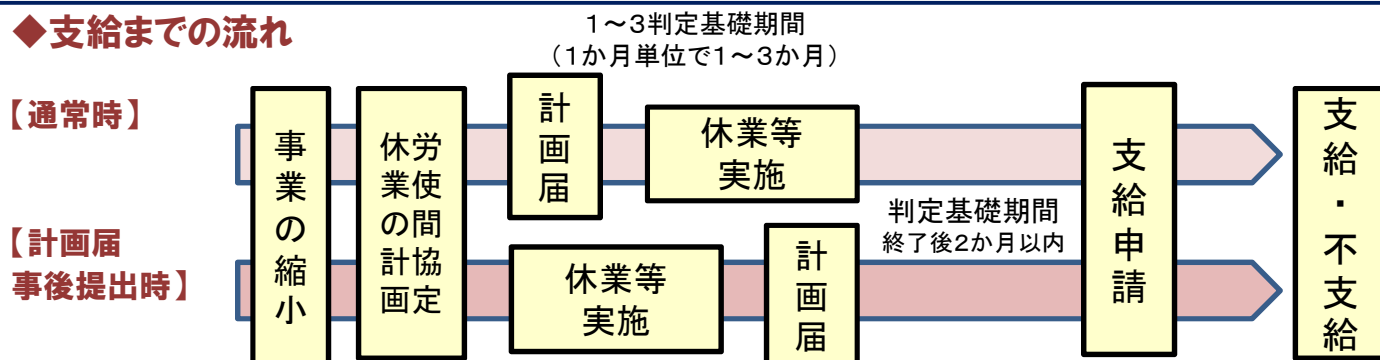 ◆支給までの流れ
1～3判定基礎期間
（1か月単位で1～3か月）
【通常時】
事業の縮小
労使間協定
休業の計画
計画届
休業等
実施
支給申請
支給・不支給
判定基礎期間
終了後2か月以内
【計画届
事後提出時】
休業等
実施
計画届